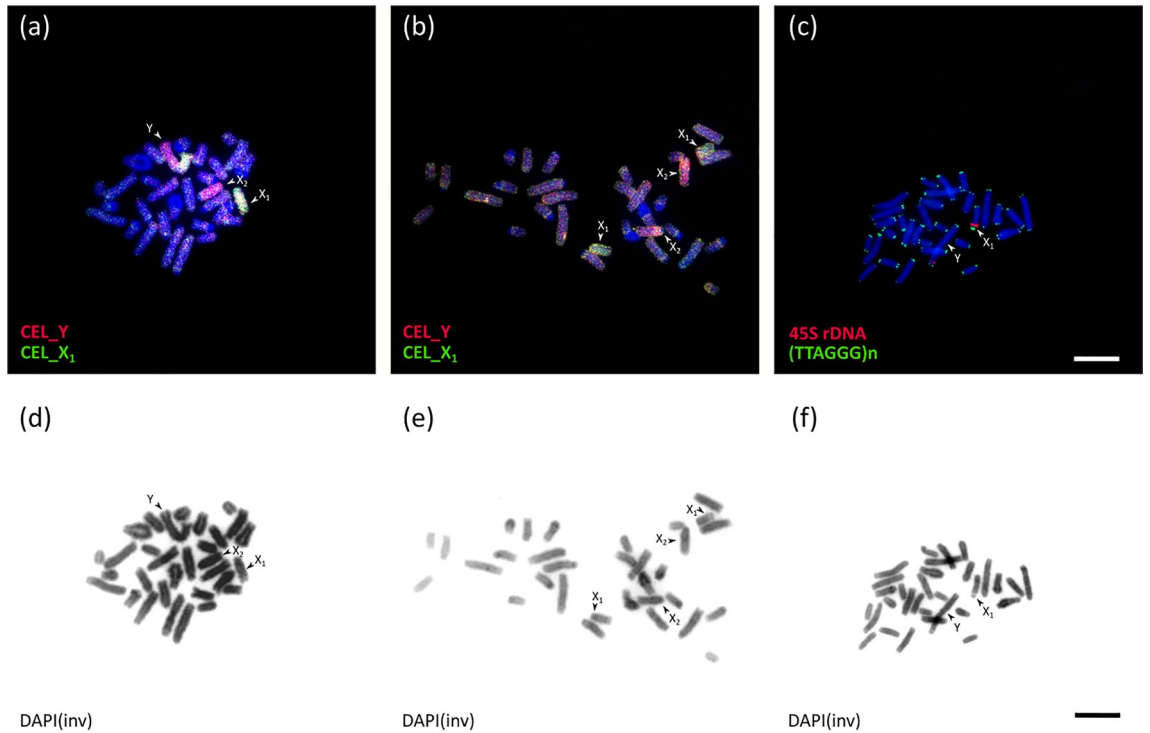 (a)
(b)
(c)
Y
X₂
X₁
X₁
X₂
X₁
X₂
X₁
Y
CEL_Y
CEL_X₁
CEL_Y
CEL_X₁
45S rDNA
(TTAGGG)n
(d)
(e)
(f)
Y
X₂
X₁
X₁
X₂
X₁
X₂
X₁
Y
DAPI(inv)
DAPI(inv)
DAPI(inv)